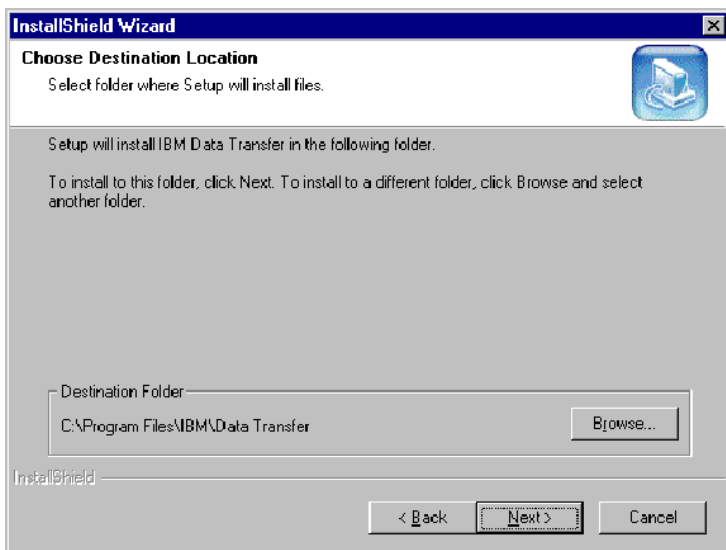 InstallShield Wizard
Choose Destination Location
Select folder where Setup will install files.
Setup will install IBM Data Transfer in the following folder.
To install to this folder, click Next. To install to a different folder, click Browse and select
another folder.
Destination Folder
C:\Program Files\IBM\Data Transfer
Browse...
InstallShield
< Back
Next >
Cancel